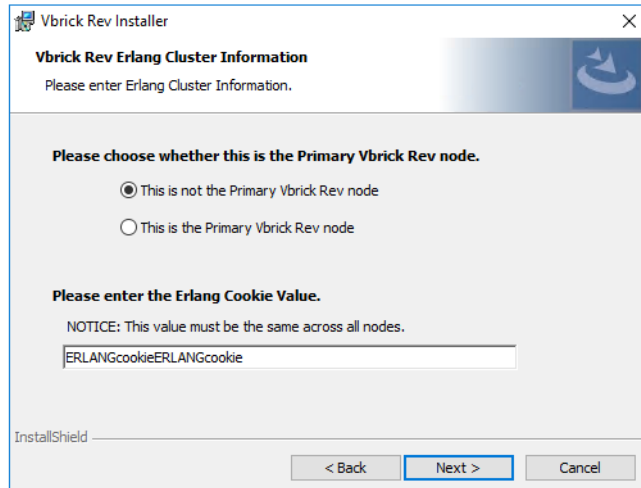 Vbrick Rev Installer
Vbrick Rev Erlang Cluster Information
Please enter Erlang Cluster Information.
Please choose whether this is the Primary Vbrick Rev node.
This is not the Primary Vbrick Rev node
This is the Primary Vbrick Rev node
Please enter the Erlang Cookie Value.
NOTICE: This value must be the same across all nodes.
ERLANGcookieERLANGcookie
InstallShield
< Back Next > Cancel